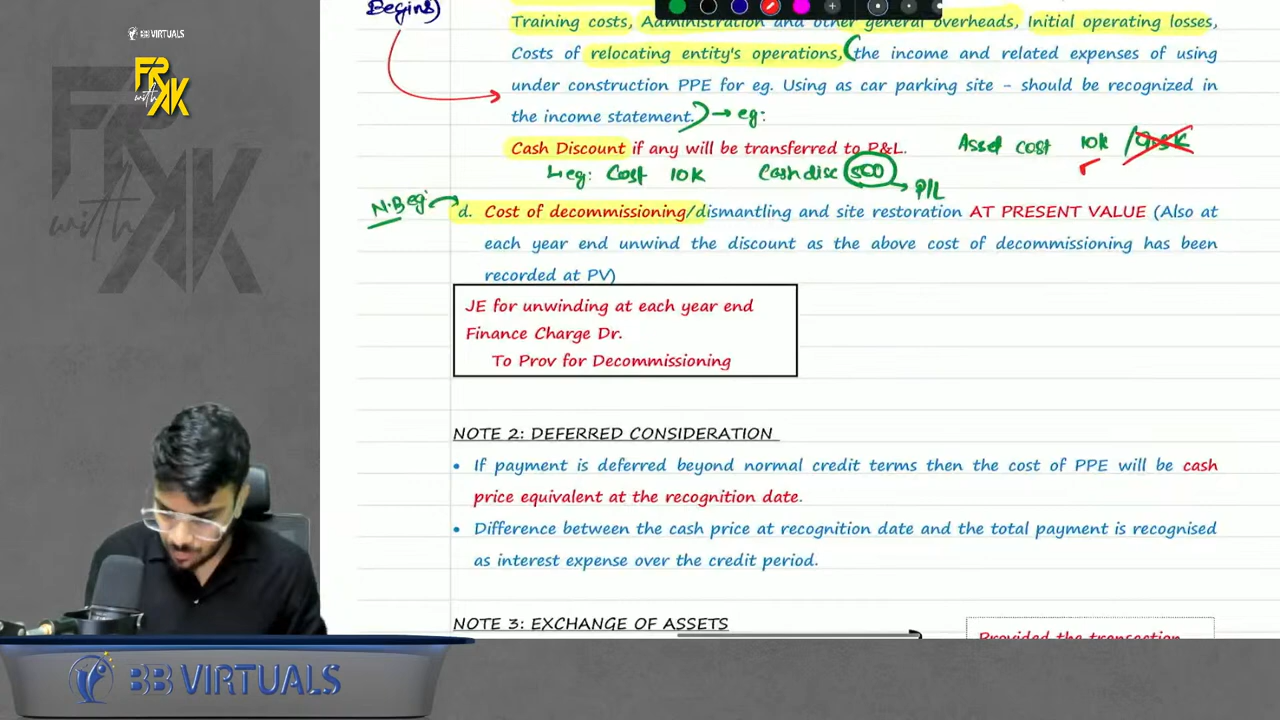 Begins)
Training costs, Administration and other general overheads, Initial operating losses,
Costs of relocating entity's operations, (the income and related expenses of using
under construction PPE for eg. Using as car parking site – should be recognized in
the income statement.) → eg:
Cash Discount if any will be transferred to P&L.
Asset cost 10k / 9.5k
↳ eg: Cost 10k Cash disc 500 → P/L
N.B eg:
d. Cost of decommissioning/dismantling and site restoration AT PRESENT VALUE (Also at
each year end unwind the discount as the above cost of decommissioning has been
recorded at PV)
JE for unwinding at each year end
Finance Charge Dr.
To Prov for Decommissioning
NOTE 2: DEFERRED CONSIDERATION
• If payment is deferred beyond normal credit terms then the cost of PPE will be cash
price equivalent at the recognition date.
• Difference between the cash price at recognition date and the total payment is recognised
as interest expense over the credit period.
NOTE 3: EXCHANGE OF ASSETS
Provided the transaction
BB VIRTUALS
FR
with AK
BB VIRTUALS